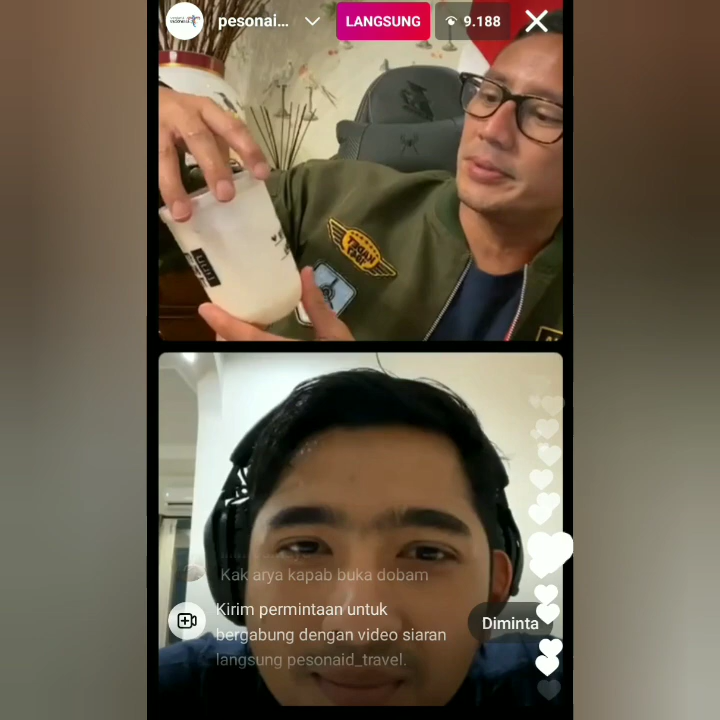 pesonai...
LANGSUNG
9.188
Kak arya kapab buka dobam
Kirim permintaan untuk
bergabung dengan video siaran
langsung pesonaid_travel.
Diminta